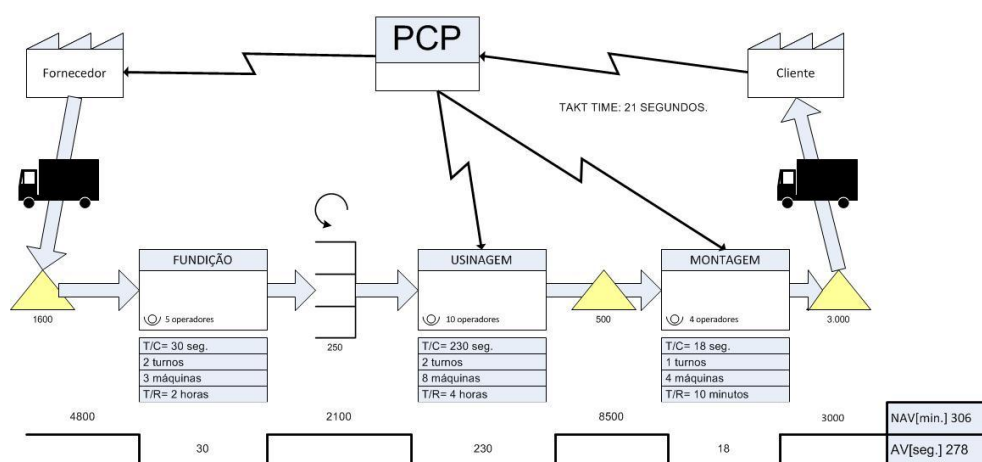 PCP
Fornecedor
Cliente
TAKT TIME: 21 SEGUNDOS.
FUNDIÇÃO
USINAGEM
MONTAGEM
5 operadores
10 operadores
4 operadores
1600
250
500
3.000
T/C= 30 seg.
2 turnos
3 máquinas
T/R= 2 horas
T/C= 230 seg.
2 turnos
8 máquinas
T/R= 4 horas
T/C= 18 seg.
1 turnos
4 máquinas
T/R= 10 minutos
4800
2100
8500
3000
NAV[min.] 306
30
230
18
AV[seg.] 278